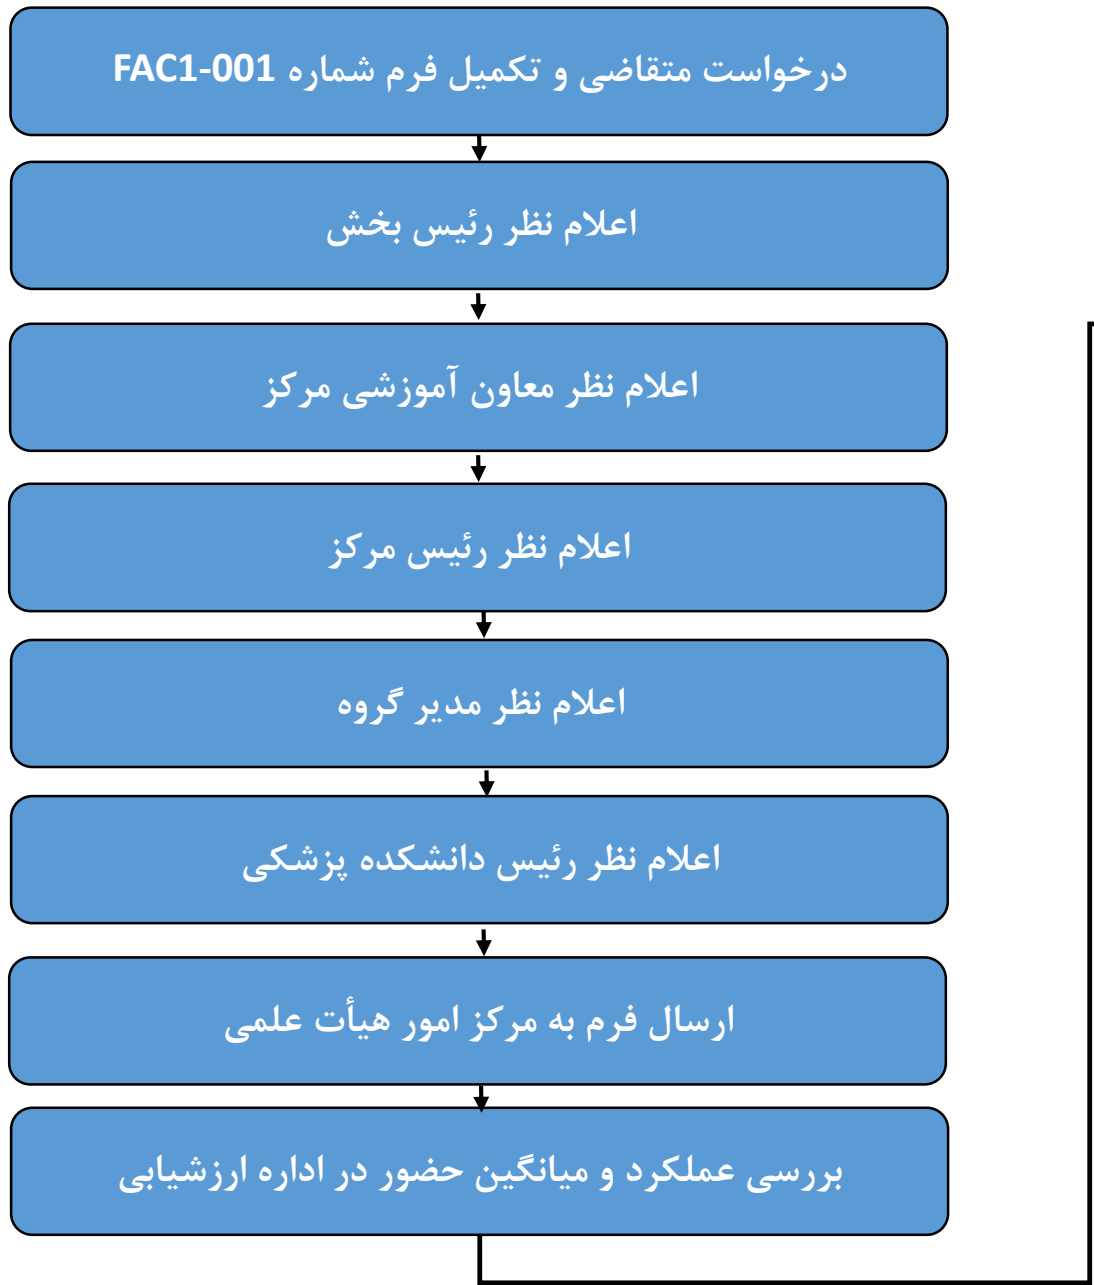 درخواست متقاضی و تکمیل فرم شماره FAC1-001
اعلام نظر رئیس بخش
اعلام نظر معاون آموزشی مرکز
اعلام نظر رئیس مرکز
اعلام نظر مدیر گروه
اعلام نظر رئیس دانشکده پزشکی
ارسال فرم به مرکز امور هیأت علمی
بررسی عملکرد و میانگین حضور در اداره ارزشیابی